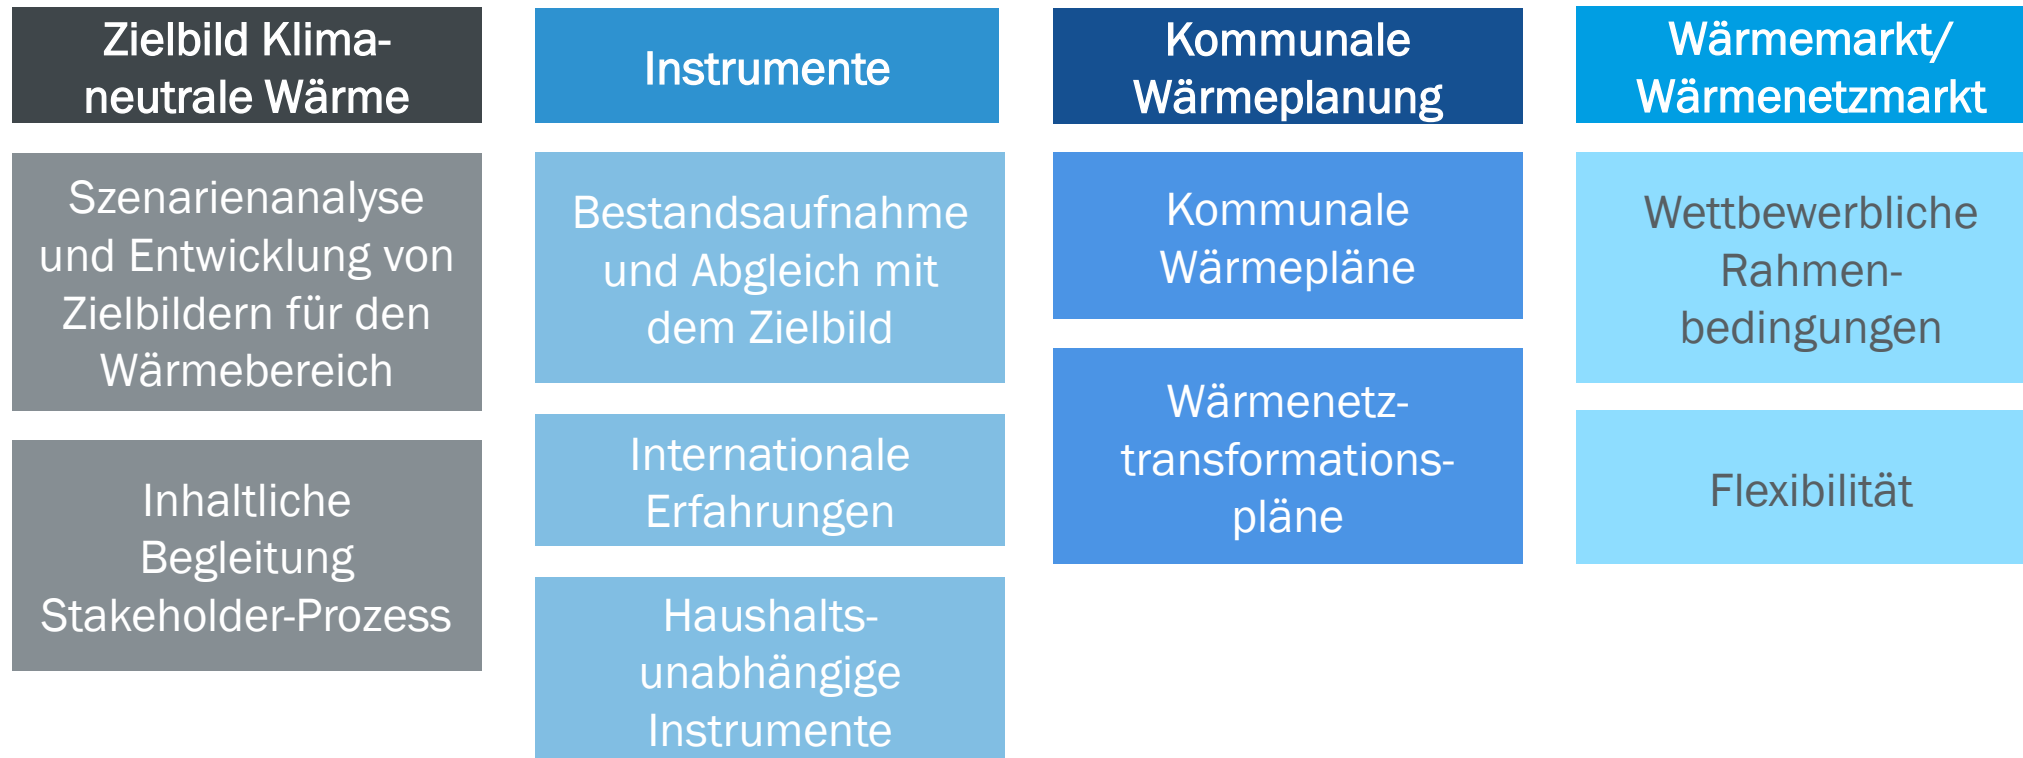 Zielbild Klima-
neutrale Wärme
Szenarienanalyse
und Entwicklung von
Zielbildern für den
Wärmebereich
Inhaltliche
Begleitung
Stakeholder-Prozess
Instrumente
Bestandsaufnahme
und Abgleich mit
dem Zielbild
Internationale
Erfahrungen
Haushalts-
unabhängige
Instrumente
Kommunale
Wärmeplanung
Kommunale
Wärmepläne
Wärmenetz-
transformations-
pläne
Wärmemarkt/
Wärmenetzmarkt
Wettbewerbliche
Rahmen-
bedingungen
Flexibilität